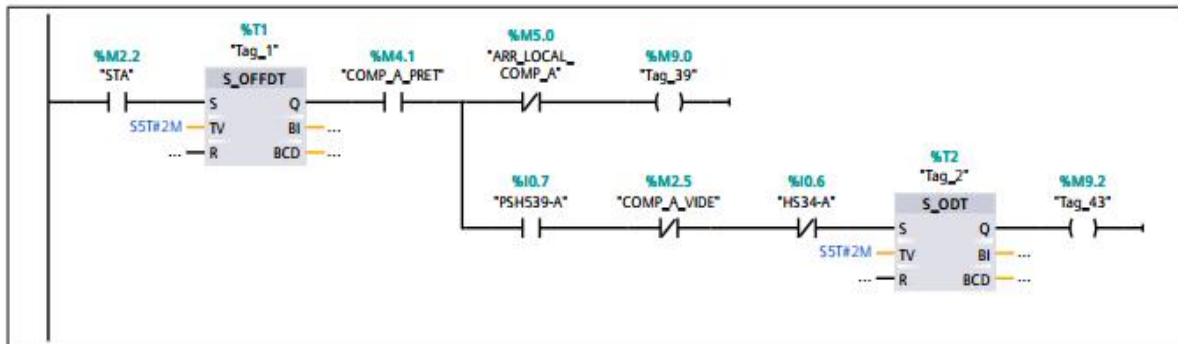 %T1
"Tag_1"
%M2.2
"STA"
S_OFFDT
S
Q
S5T#2M
TV
BI
...
...
R
BCD
...
%M4.1
"COMP_A_PRET"
%M5.0
"ARR_LOCAL_
COMP_A"
%M9.0
"Tag_39"
%I0.7
"PSH539-A"
%M2.5
"COMP_A_VIDE"
%I0.6
"HS34-A"
%T2
"Tag_2"
S_ODT
S
Q
S5T#2M
TV
BI
...
...
R
BCD
...
%M9.2
"Tag_43"